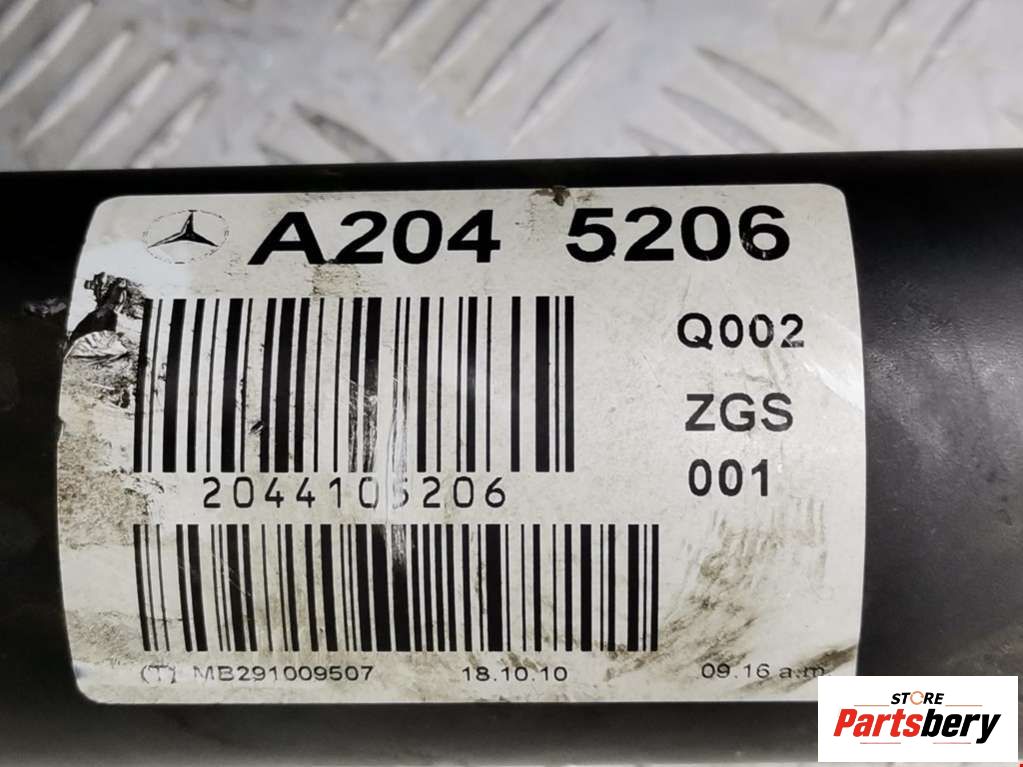 A204 5206
Q002
ZGS
001
2044105206
(T) MB291009507 18.10.10 09.16 a.m.
STORE
Partsbery